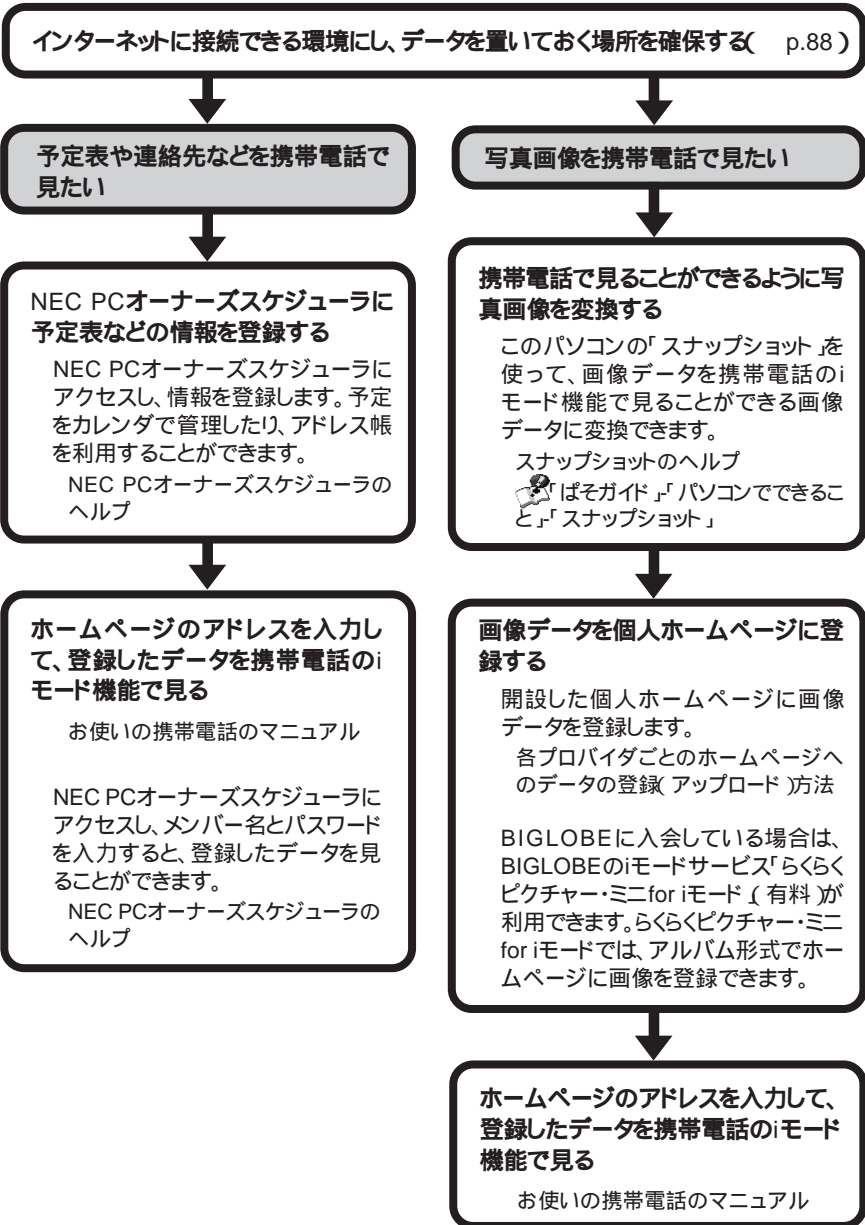 インターネットに接続できる環境にし、データを置いておく場所を確保する( p.88)
予定表や連絡先などを携帯電話で
見たい
NEC PCオーナーズスケジューラに
予定表などの情報を登録する
NEC PCオーナーズスケジューラに
アクセスし、情報を登録します。予定
をカレンダで管理したり、アドレス帳
を利用することができます。
NEC PCオーナーズスケジューラの
ヘルプ
ホームページのアドレスを入力し
て、登録したデータを携帯電話のi
モード機能で見る
お使いの携帯電話のマニュアル
NEC PCオーナーズスケジューラに
アクセスし、メンバー名とパスワード
を入力すると、登録したデータを見
ることができます。
NEC PCオーナーズスケジューラの
ヘルプ
写真画像を携帯電話で見たい
携帯電話で見ることができるように写
真画像を変換する
このパソコンの「スナップショット」を
使って、画像データを携帯電話のi
モード機能で見ることができる画像
データに変換できます。
スナップショットのヘルプ
「ぱそガイド」-「パソコンでできるこ
と」-「スナップショット」
画像データを個人ホームページに登
録する
開設した個人ホームページに画像
データを登録します。
各プロバイダごとのホームページへ
のデータの登録(アップロード)方法
BIGLOBEに入会している場合は、
BIGLOBEのiモードサービス「らくらく
ピクチャー・ミニfor iモード」(有料)が
利用できます。らくらくピクチャー・ミニ
for iモードでは、アルバム形式でホー
ムページに画像を登録できます。
ホームページのアドレスを入力して、
登録したデータを携帯電話のiモード
機能で見る
お使いの携帯電話のマニュアル